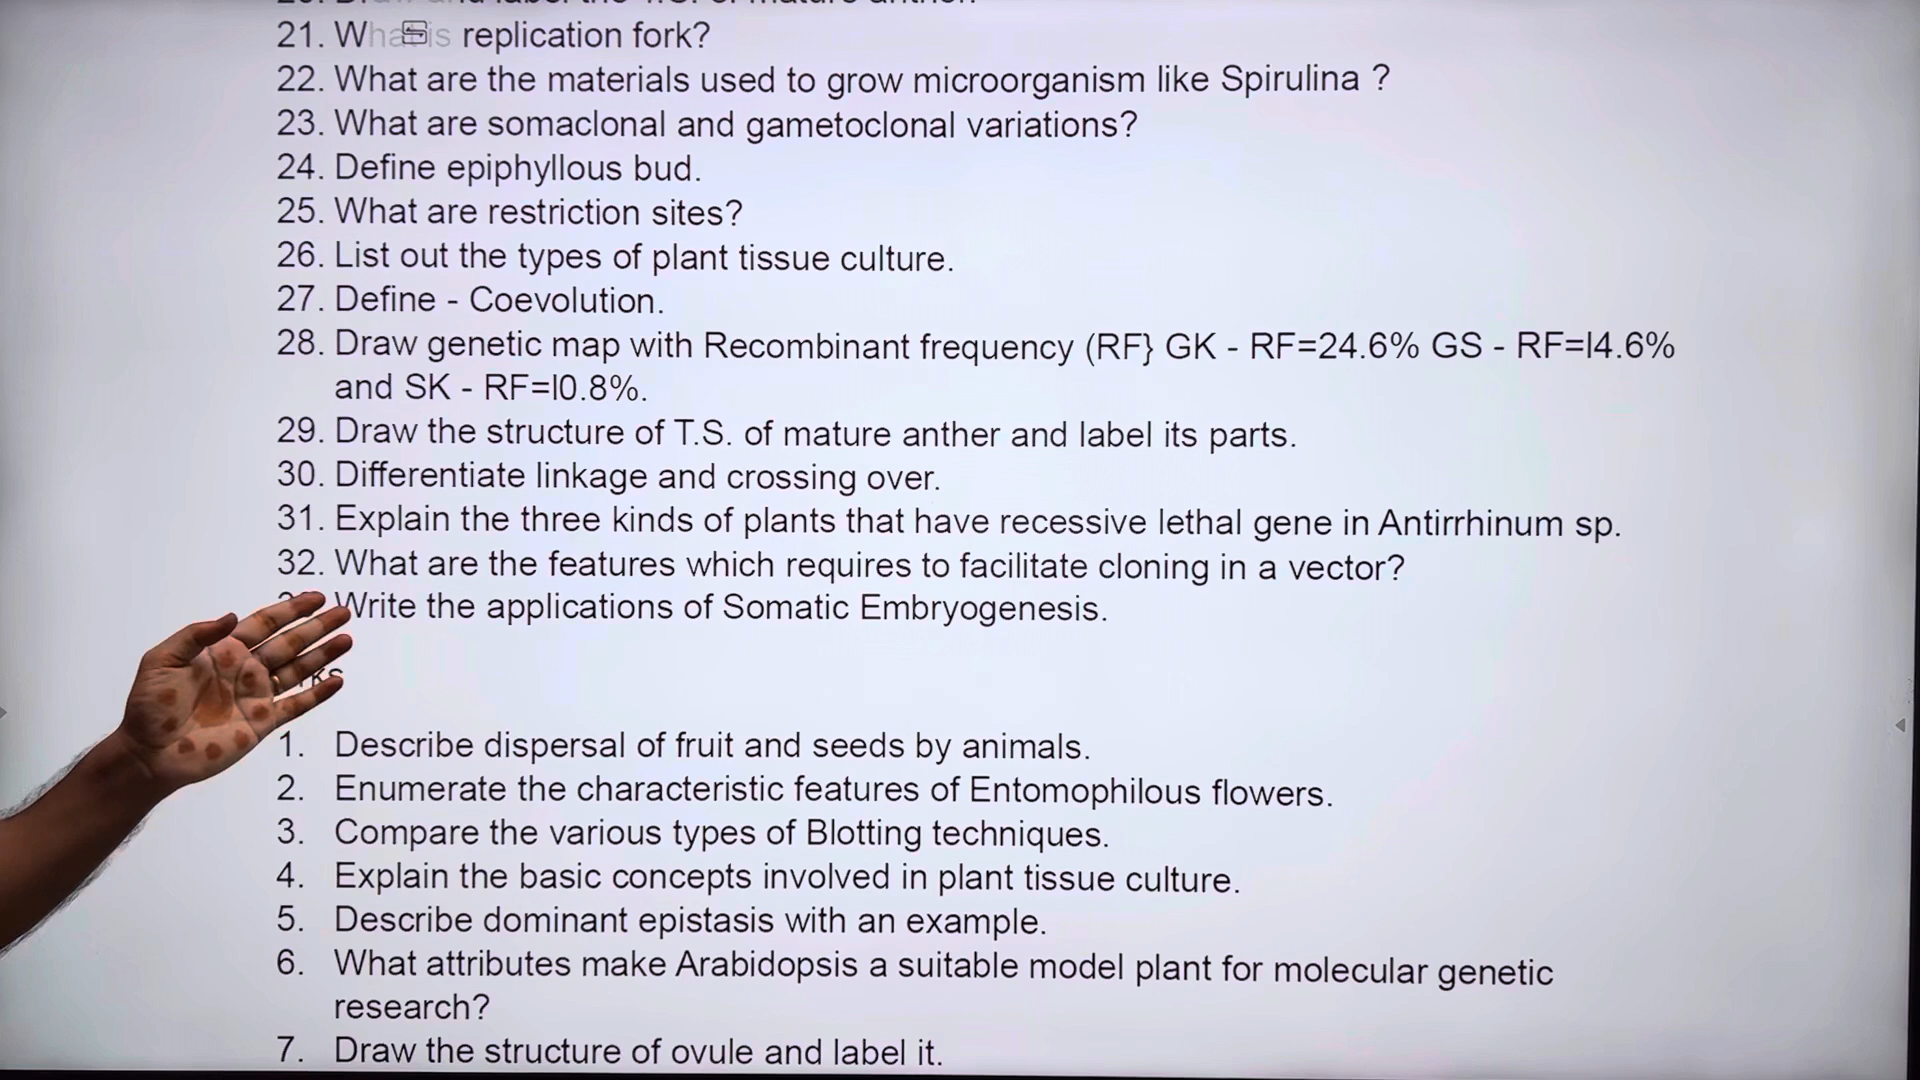 label the T.S. of mature anther.
21. What is replication fork?
22. What are the materials used to grow microorganism like Spirulina ?
23. What are somaclonal and gametoclonal variations?
24. Define epiphyllous bud.
25. What are restriction sites?
26. List out the types of plant tissue culture.
27. Define - Coevolution.
28. Draw genetic map with Recombinant frequency (RF} GK - RF=24.6% GS - RF=l4.6%
and SK - RF=l0.8%.
29. Draw the structure of T.S. of mature anther and label its parts.
30. Differentiate linkage and crossing over.
31. Explain the three kinds of plants that have recessive lethal gene in Antirrhinum sp.
32. What are the features which requires to facilitate cloning in a vector?
Write the applications of Somatic Embryogenesis.
1. Describe dispersal of fruit and seeds by animals.
2. Enumerate the characteristic features of Entomophilous flowers.
3. Compare the various types of Blotting techniques.
4. Explain the basic concepts involved in plant tissue culture.
5. Describe dominant epistasis with an example.
6. What attributes make Arabidopsis a suitable model plant for molecular genetic
research?
7. Draw the structure of ovule and label it.